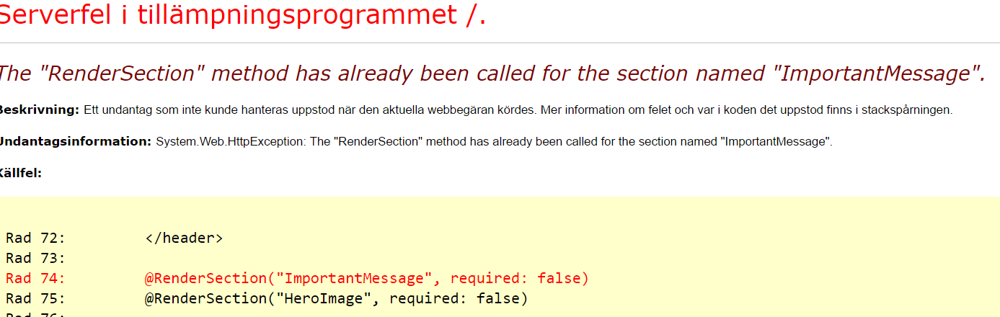 Serverfel i tillämpningsprogrammet /.
The "RenderSection" method has already been called for the section named "ImportantMessage".
Beskrivning: Ett undantag som inte kunde hanteras uppstod när den aktuella webbegäran kördes. Mer information om felet och var i koden det uppstod finns i stackspårningen.
Undantagsinformation: System.Web.HttpException: The "RenderSection" method has already been called for the section named "ImportantMessage".
Källfel:
Rad 72: </header>
Rad 73:
Rad 74: @RenderSection("ImportantMessage", required: false)
Rad 75: @RenderSection("HeroImage", required: false)
Rad 76: